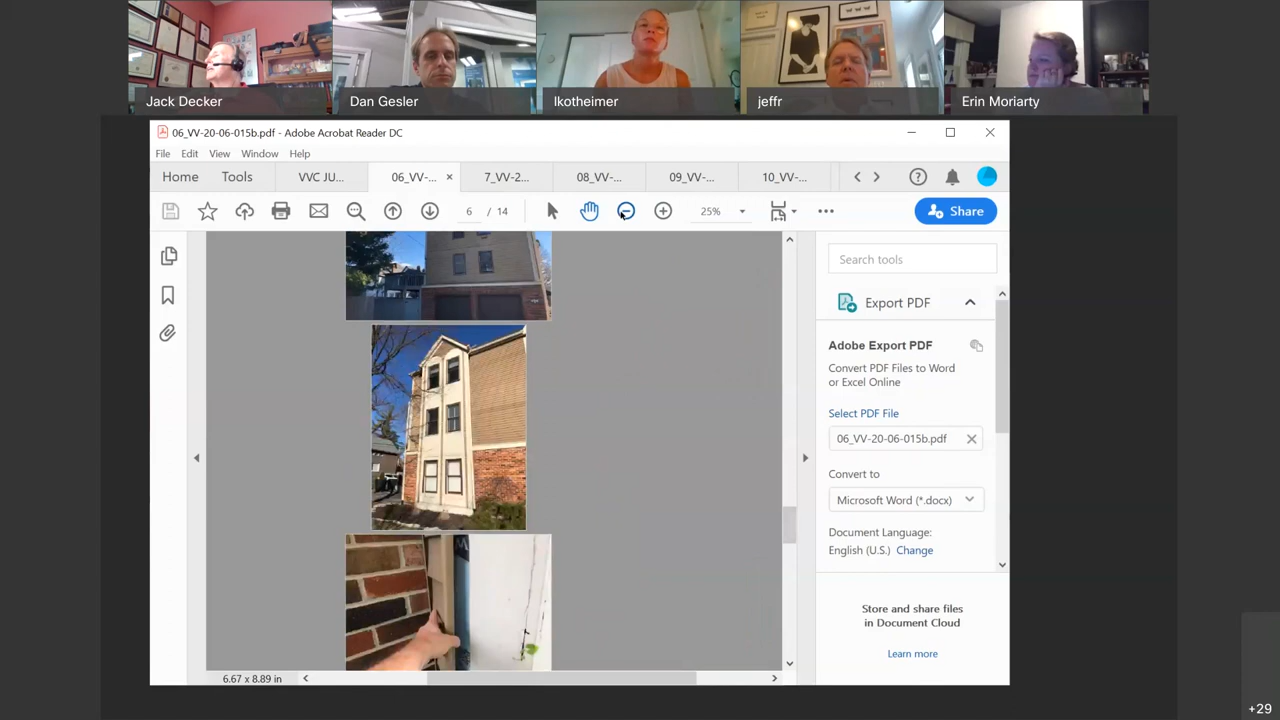 Jack Decker
Dan Gesler
lkotheimer
jeffr
Erin Moriarty
06_VV-20-06-015b.pdf - Adobe Acrobat Reader DC
File Edit View Window Help
Home Tools VVC JU... 06_VV-... × 7_VV-2... 08_VV-... 09_VV-... 10_VV-...
6 / 14 25% Share
Search tools
Export PDF
Adobe Export PDF
Convert PDF Files to Word
or Excel Online
Select PDF File
06_VV-20-06-015b.pdf
Convert to
Microsoft Word (*.docx)
Document Language:
English (U.S.) Change
Store and share files
in Document Cloud
Learn more
6.67 x 8.89 in
+29